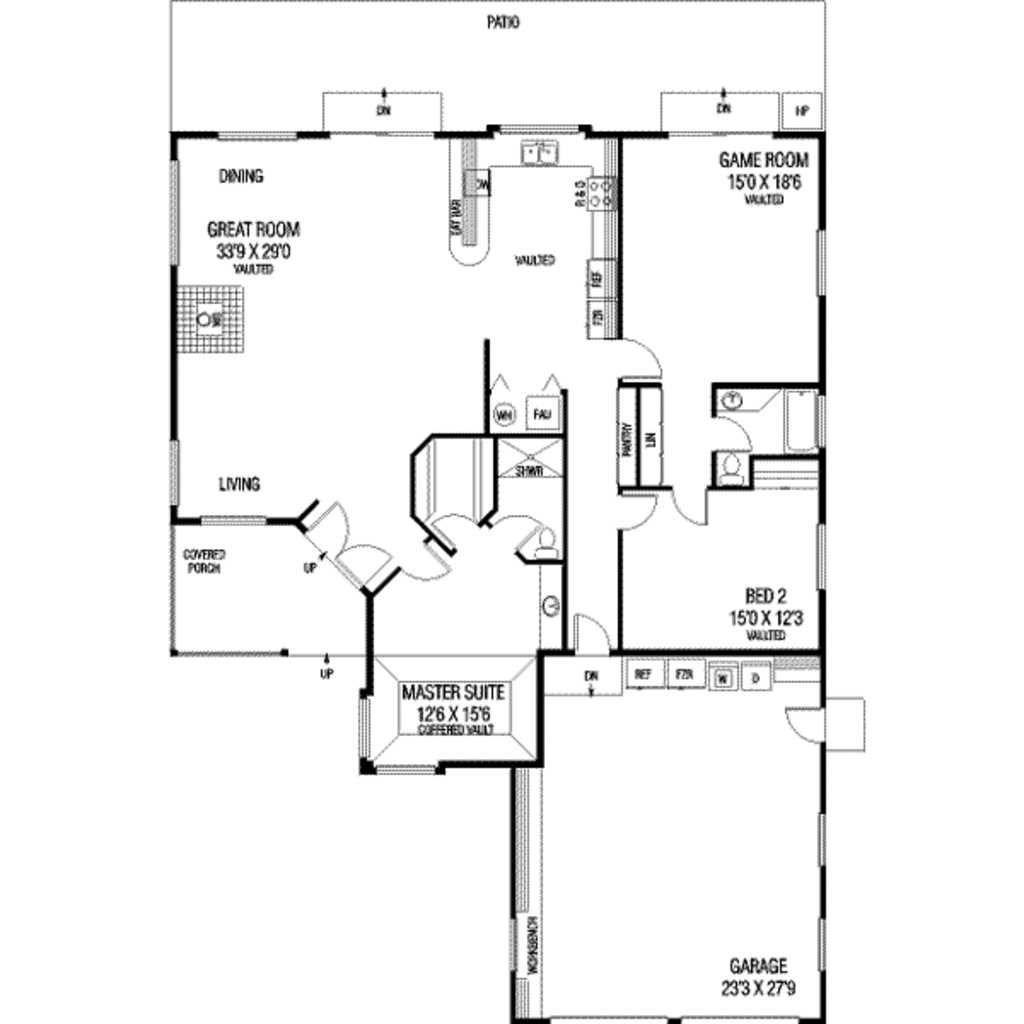 PATIO
DN
DN
HP
DINING
GREAT ROOM
33'9 X 29'0
VAULTED
GAME ROOM
15'0 X 18'6
VAULTED
DW
EAT BAR
R & O
VAULTED
REF
FZR
WS
WH
FAU
PANTRY
LIN
SHWR
LIVING
COVERED
PORCH
UP
UP
BED 2
15'0 X 12'3
VAULTED
MASTER SUITE
12'6 X 15'6
COFFERED VAULT
DN
REF
FZR
W
D
WORKBENCH
GARAGE
23'3 X 27'9